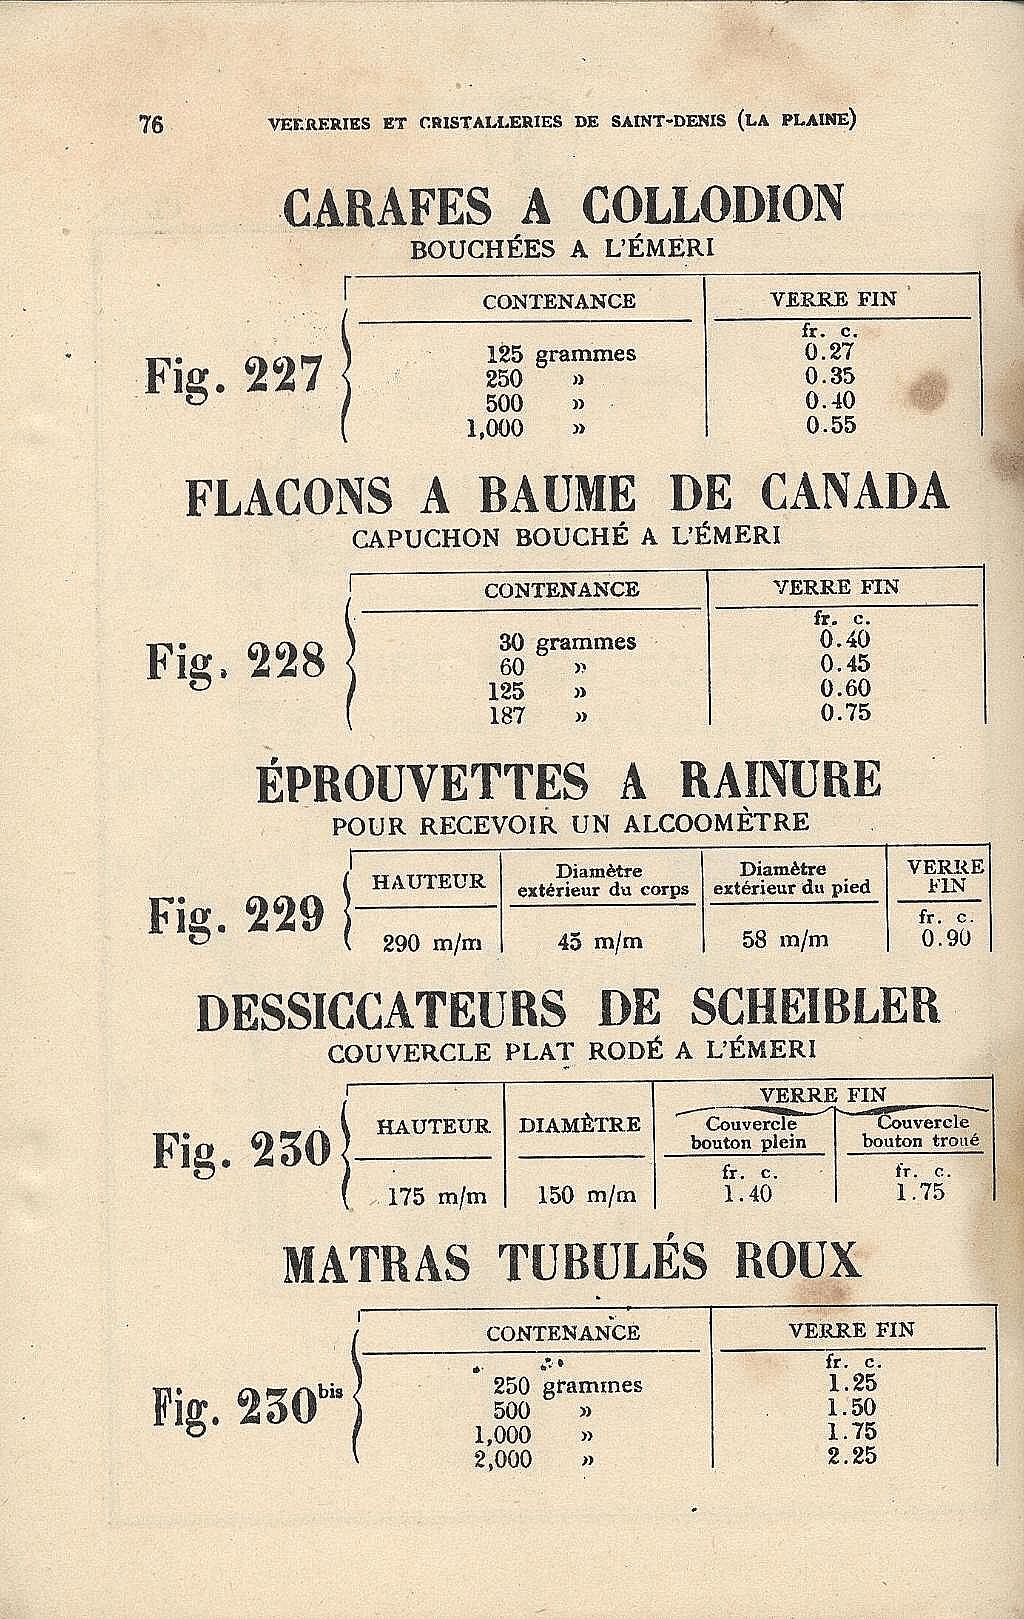 76 VERRERIES ET CRISTALLERIES DE SAINT-DENIS (LA PLAINE)
CARAFES A COLLODION
BOUCHÉES A L'ÉMERI
CONTENANCE VERRE FIN
fr. c.
Fig. 227
125 grammes 0.27
250 » 0.35
500 » 0.40
1,000 » 0.55
FLACONS A BAUME DE CANADA
CAPUCHON BOUCHÉ A L'ÉMERI
CONTENANCE VERRE FIN
fr. c.
Fig. 228
30 grammes 0.40
60 » 0.45
125 » 0.60
187 » 0.75
ÉPROUVETTES A RAINURE
POUR RECEVOIR UN ALCOOMÈTRE
Fig. 229
HAUTEUR Diamètre extérieur du corps Diamètre extérieur du pied VERRE FIN
fr. c.
290 m/m 45 m/m 58 m/m 0.90
DESSICCATEURS DE SCHEIBLER
COUVERCLE PLAT RODÉ A L'ÉMERI
VERRE FIN
Fig. 230
HAUTEUR DIAMÈTRE Couvercle bouton plein Couvercle bouton troué
fr. c. fr. c.
175 m/m 150 m/m 1.40 1.75
MATRAS TUBULÉS ROUX
CONTENANCE VERRE FIN
fr. c.
Fig. 230bis
250 grammes 1.25
500 » 1.50
1,000 » 1.75
2,000 » 2.25